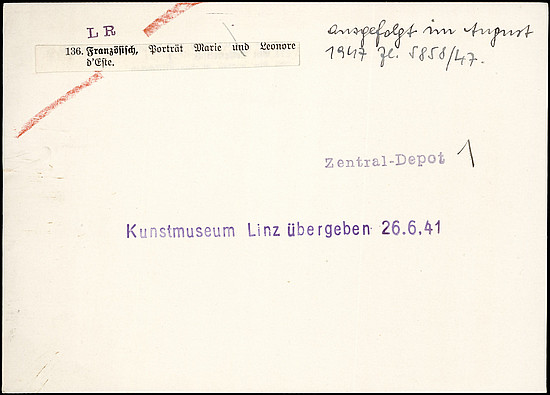 L R
136. Französisch, Porträt Marie und Leonore
d'Este.
ausgefolgt im August
1947 Zl. 5858/47.
Zentral-Depot 1
Kunstmuseum Linz übergeben 26.6.41